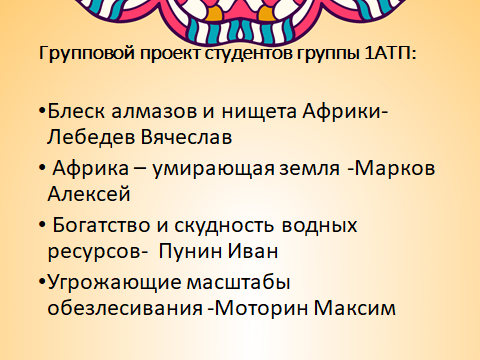 Групповой проект студентов группы 1АТП:
•Блеск алмазов и нищета Африки-
Лебедев Вячеслав
• Африка – умирающая земля -Марков
Алексей
• Богатство и скудность водных
ресурсов-  Пунин Иван
•Угрожающие масштабы
обезлесивания -Моторин Максим